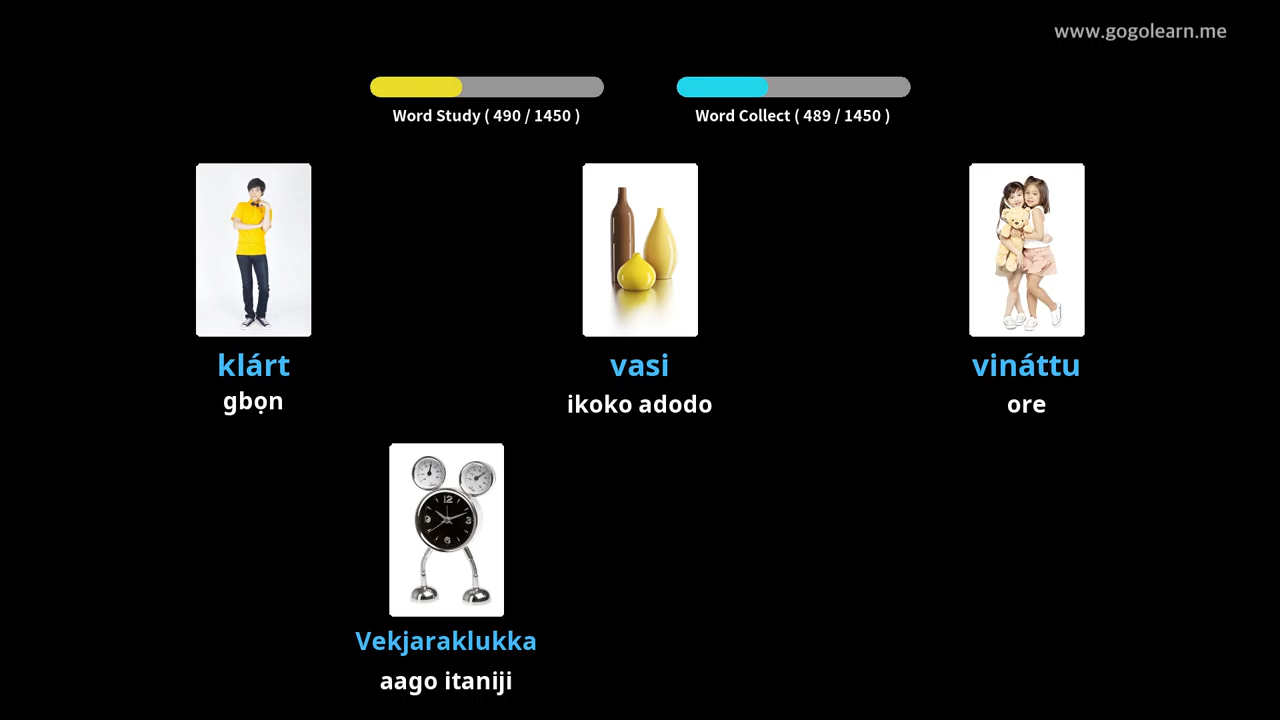 www.gogolearn.me
Word Study ( 490 / 1450 )
Word Collect ( 489 / 1450 )
klárt
gbọn
vasi
ikoko adodo
vináttu
ore
Vekjaraklukka
aago itaniji